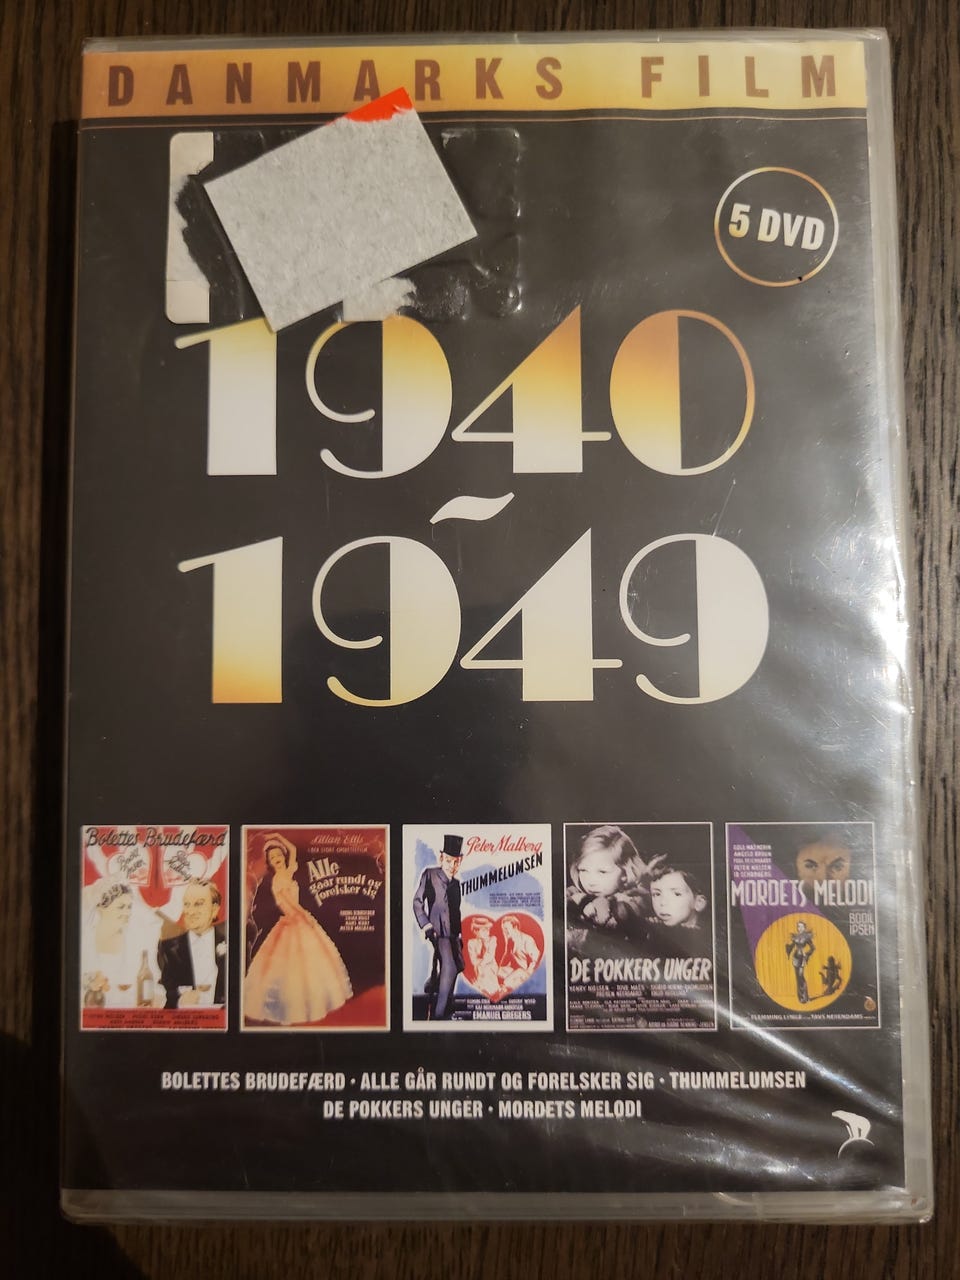 DANMARKS FILM
5 DVD
1940
~
1949
Bolettes Brudefærd
Lilian Ellis
Alle
gaar rundt og
forelsker sig
Peter Malberg
THUMMELUMSEN
EMANUEL GREGERS
DE POKKERS UNGER
MORDETS MELODI
BODIL
IPSEN
BOLETTES BRUDEFÆRD · ALLE GÅR RUNDT OG FORELSKER SIG · THUMMELUMSEN
DE POKKERS UNGER · MORDETS MELODI